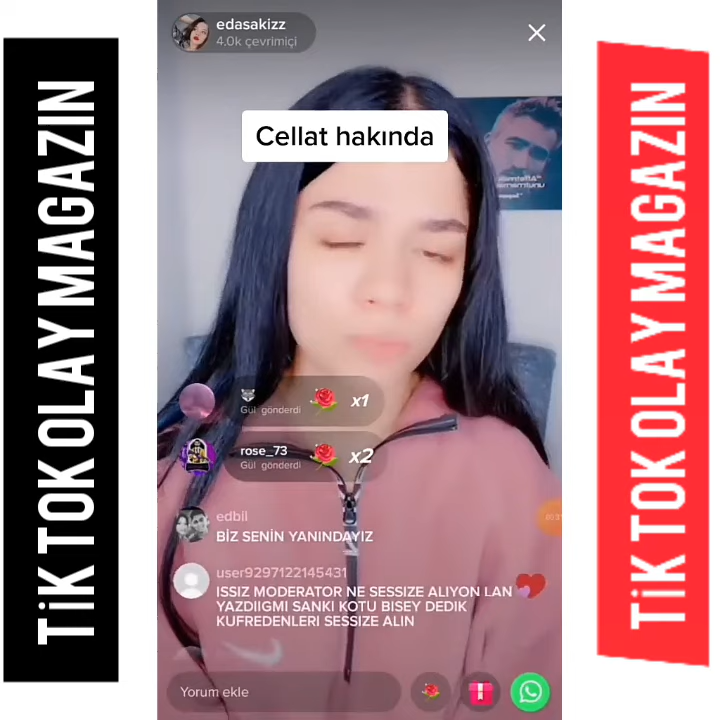 TiK TOK OLAY MAGAZIN
edasakizz
4.0k çevrimiçi
Cellat hakında
x1
Gül gönderdi
rose_73
x2
Gül gönderdi
edbil
BİZ SENİN YANINDAYIZ
user9297122145431
ISSIZ MODERATOR NE SESSIZE ALIYON LAN
YAZDIIGMI SANKI KOTU BISEY DEDIK
KUFREDENLERI SESSIZE ALIN
Yorum ekle
TiK TOK OLAY MAGAZIN